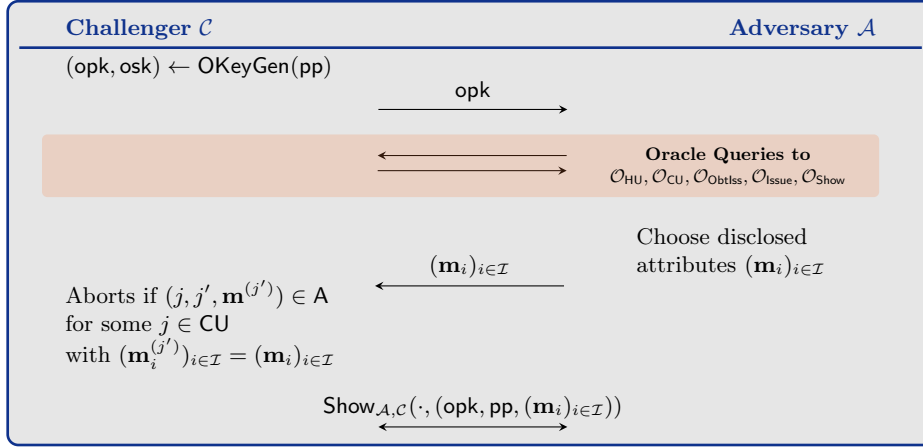 Challenger 𝒞 Adversary 𝒜
(opk, osk) ← OKeyGen(pp)
opk
Oracle Queries to
𝒪_HU, 𝒪_CU, 𝒪_ObtIss, 𝒪_Issue, 𝒪_Show
Choose disclosed
attributes (𝐦_i)_{i∈ℐ}
(𝐦_i)_{i∈ℐ}
Aborts if (j, j′, 𝐦^{(j′)}) ∈ A
for some j ∈ CU
with (𝐦_i^{(j′)})_{i∈ℐ} = (𝐦_i)_{i∈ℐ}
Show_{𝒜,𝒞}(·, (opk, pp, (𝐦_i)_{i∈ℐ}))